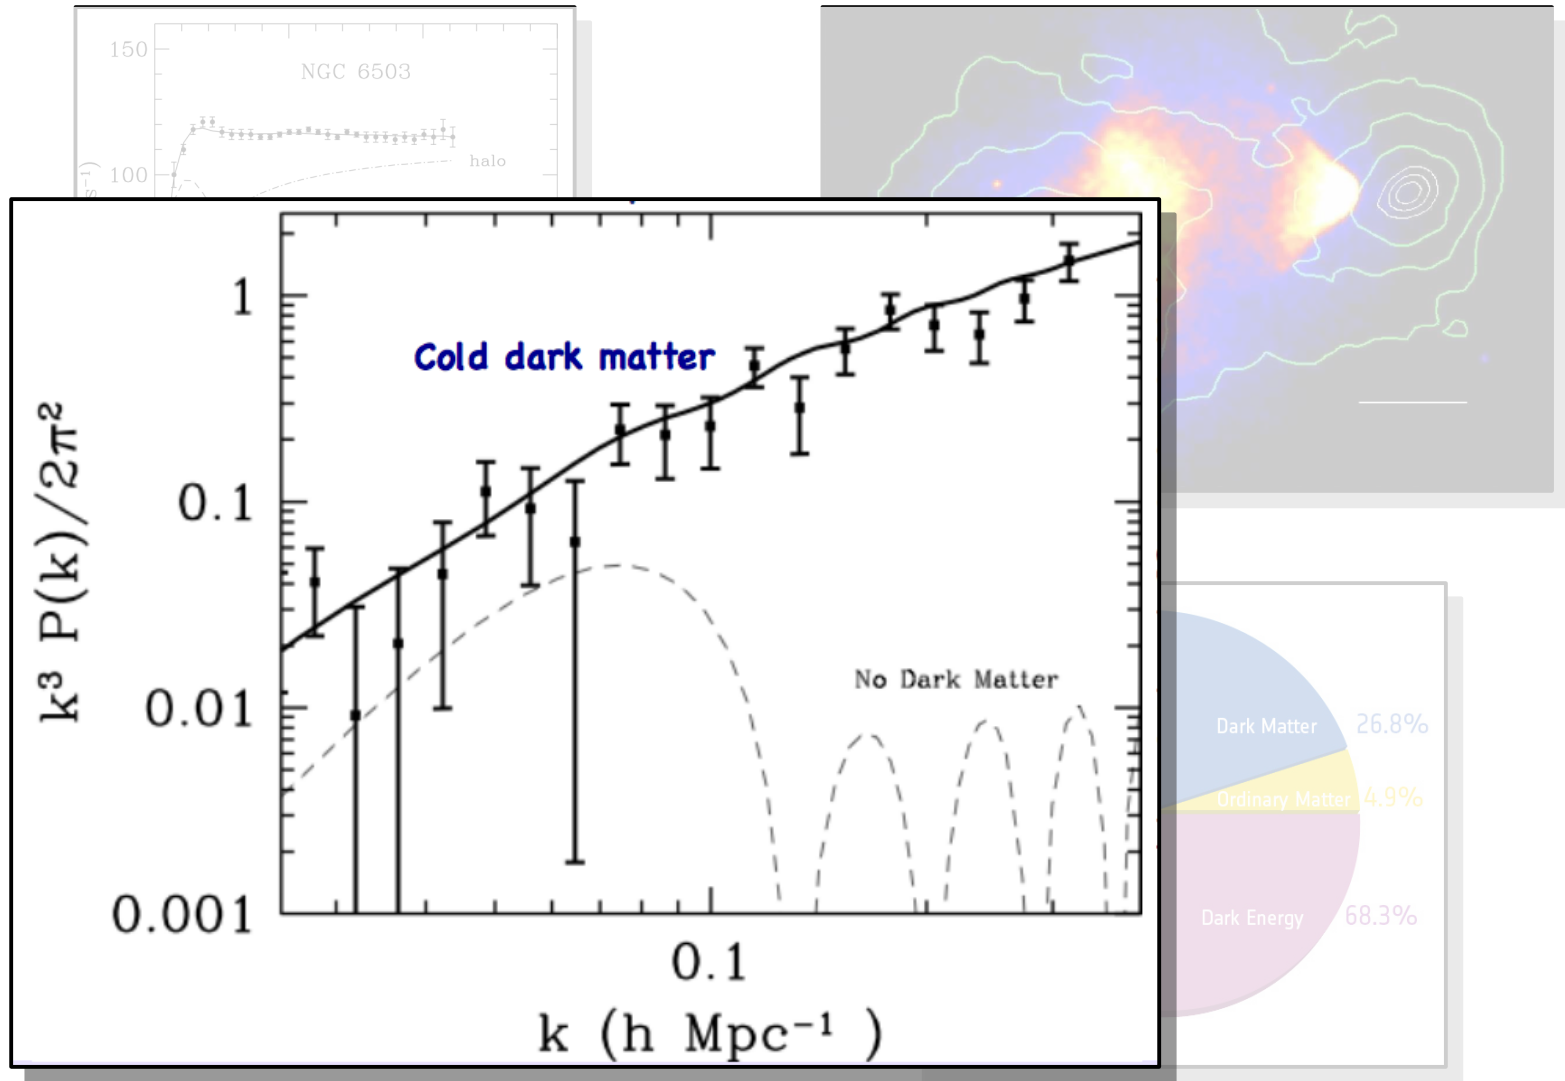 150
NGC 6503
100
halo
s⁻¹)
1
Cold dark matter
0.1
k³ P(k)/2π²
0.01
No Dark Matter
0.001
0.1
k (h Mpc⁻¹ )
Dark Matter 26.8%
Ordinary Matter 4.9%
Dark Energy 68.3%